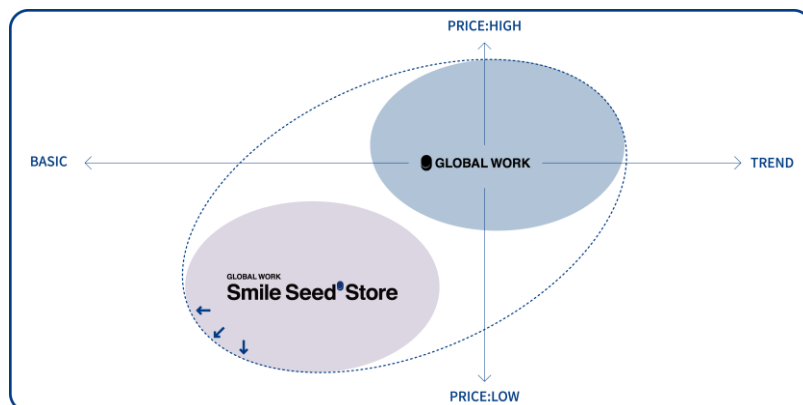 PRICE:HIGH
BASIC
GLOBAL WORK
TREND
GLOBAL WORK
Smile Seed Store
PRICE:LOW